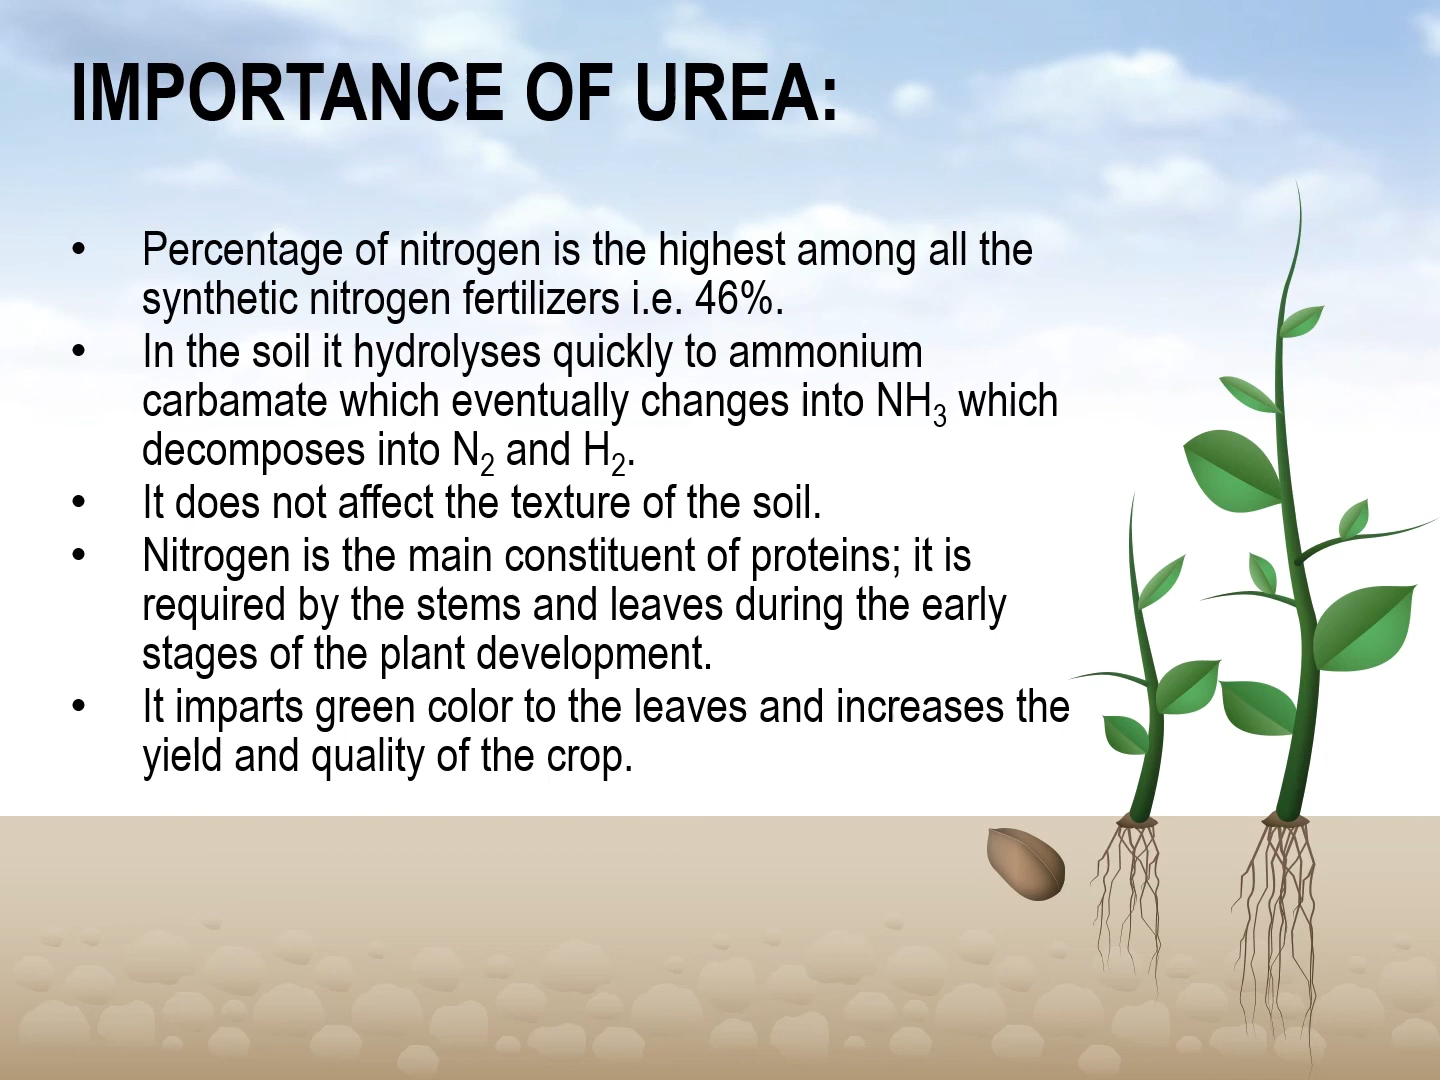 IMPORTANCE OF UREA:
• Percentage of nitrogen is the highest among all the
synthetic nitrogen fertilizers i.e. 46%.
• In the soil it hydrolyses quickly to ammonium
carbamate which eventually changes into NH₃ which
decomposes into N₂ and H₂.
• It does not affect the texture of the soil.
• Nitrogen is the main constituent of proteins; it is
required by the stems and leaves during the early
stages of the plant development.
• It imparts green color to the leaves and increases the
yield and quality of the crop.